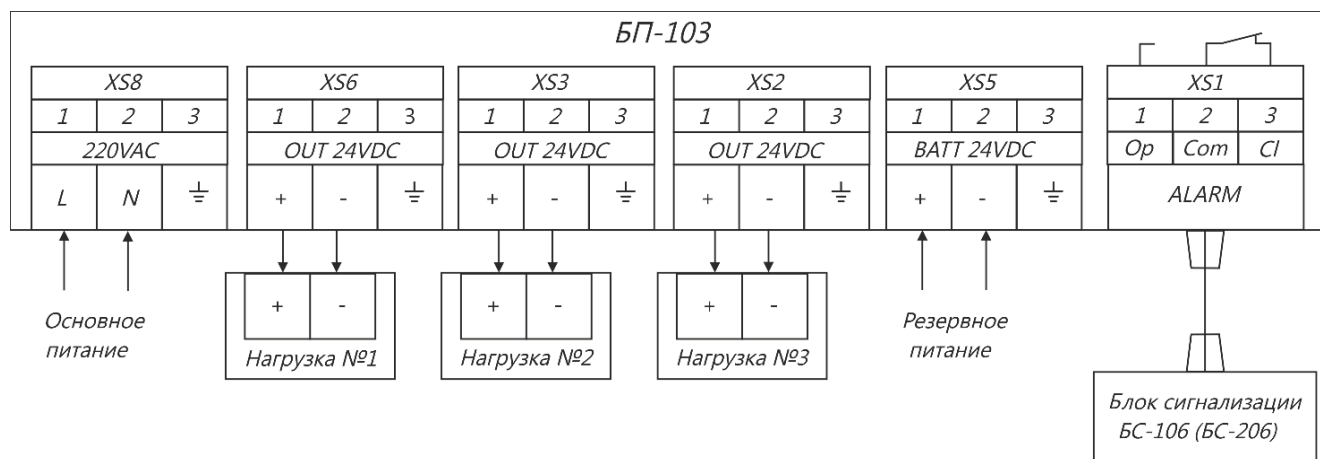 БП-103
XS8 XS6 XS3 XS2 XS5 XS1
1 2 3 1 2 3 1 2 3 1 2 3 1 2 3 1 2 3
220VAC OUT 24VDC OUT 24VDC OUT 24VDC BATT 24VDC Op Com Cl
L N + - + - + - + - ALARM
+ - + - + -
Основное
питание
Нагрузка №1 Нагрузка №2 Нагрузка №3
Резервное
питание
Блок сигнализации
БС-106 (БС-206)